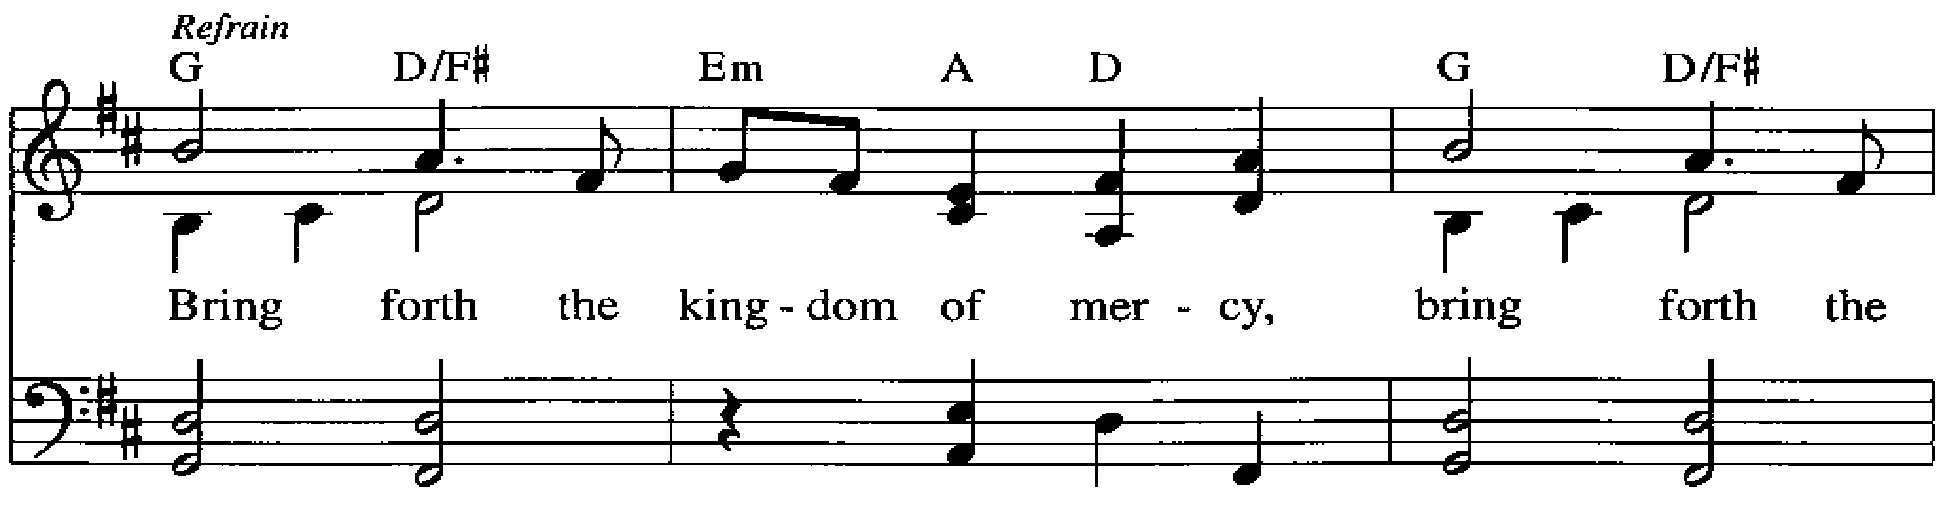 Refrain
G D/F♯ Em A D G D/F♯
Bring forth the king - dom of mer - cy, bring forth the